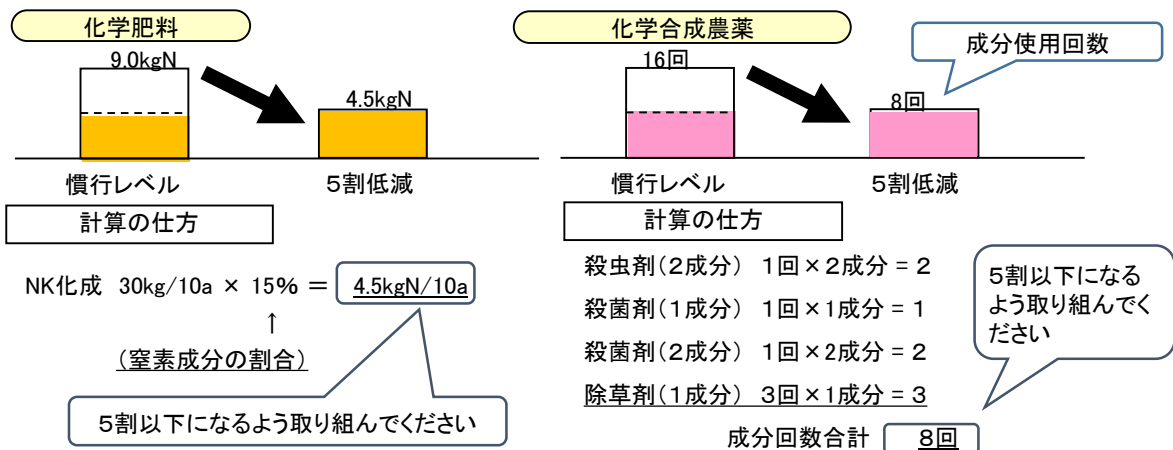 化学肥料
9.0kgN
4.5kgN
慣行レベル
５割低減
計算の仕方
NK化成 30kg/10a × 15% ＝ 4.5kgN/10a
↑
(窒素成分の割合)
５割以下になるよう取り組んでください
化学合成農薬
成分使用回数
16回
8回
慣行レベル
５割低減
計算の仕方
殺虫剤(2成分) 1回×2成分＝2
殺菌剤(1成分) 1回×1成分＝1
殺菌剤(2成分) 1回×2成分＝2
除草剤(1成分) 3回×1成分＝3
成分回数合計 8回
５割以下になる
よう取り組んでく
ださい